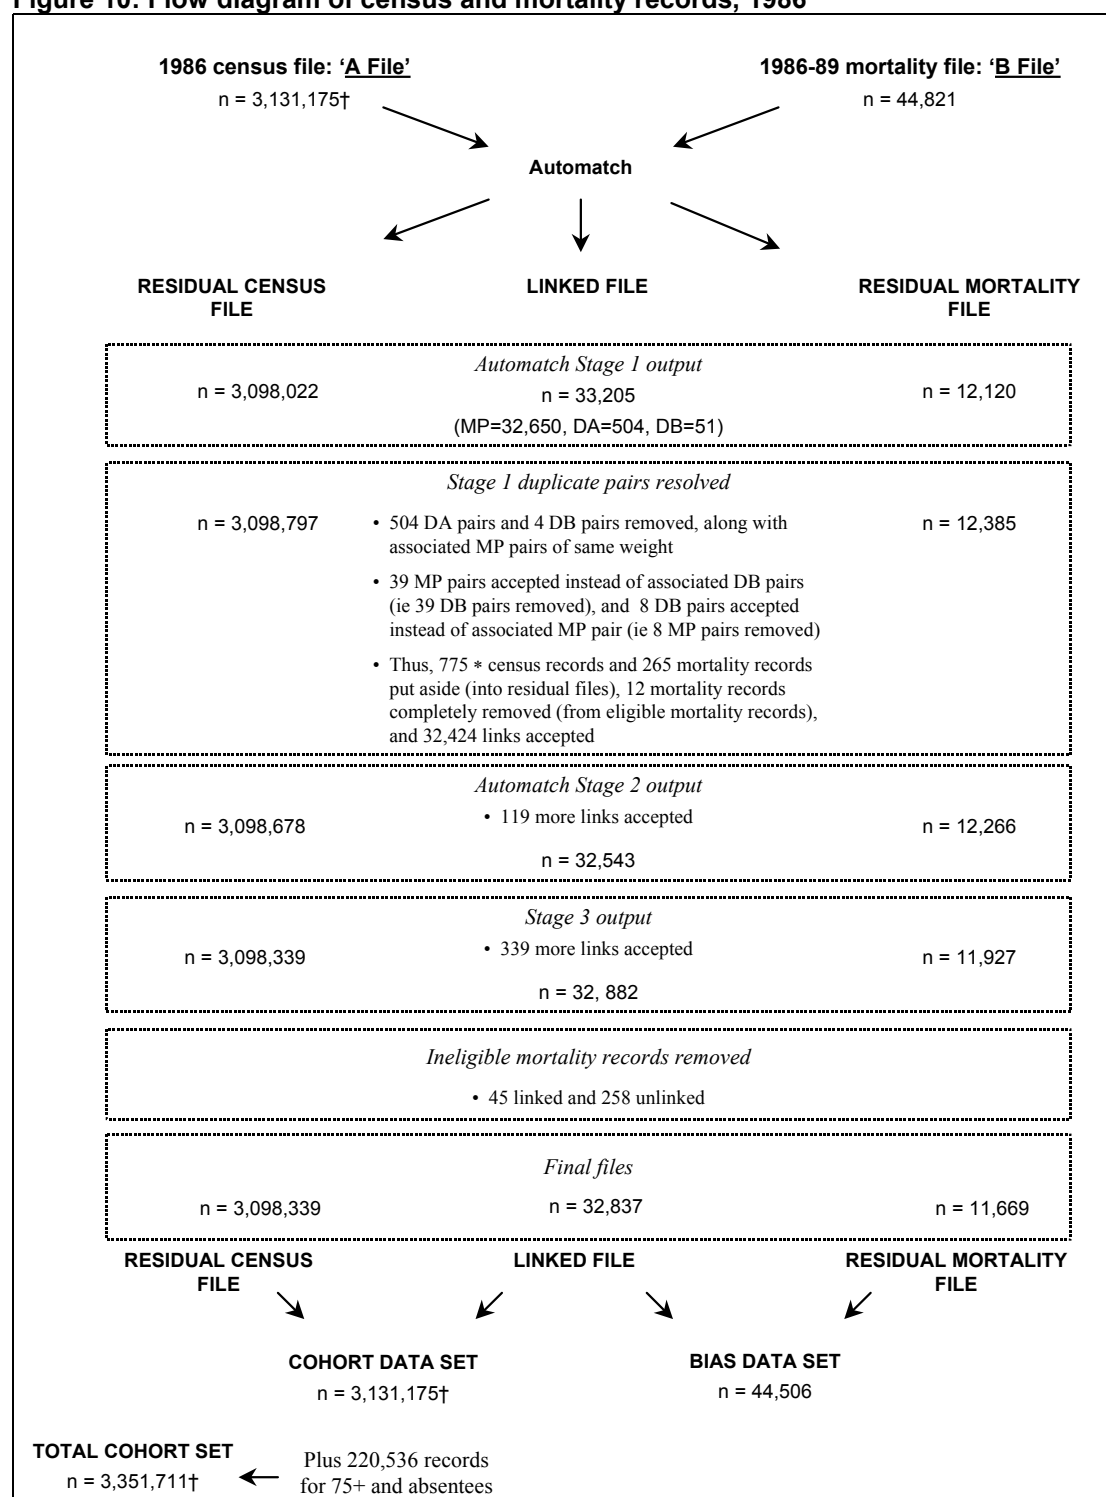 Figure 10: Flow diagram of census and mortality records, 1986
1986 census file: ‘A File’
n = 3,131,175†
1986-89 mortality file: ‘B File’
n = 44,821
Automatch
RESIDUAL CENSUS
FILE
LINKED FILE
RESIDUAL MORTALITY
FILE
Automatch Stage 1 output
n = 3,098,022
n = 33,205
n = 12,120
(MP=32,650, DA=504, DB=51)
Stage 1 duplicate pairs resolved
n = 3,098,797
• 504 DA pairs and 4 DB pairs removed, along with
associated MP pairs of same weight
• 39 MP pairs accepted instead of associated DB pairs
(ie 39 DB pairs removed), and 8 DB pairs accepted
instead of associated MP pair (ie 8 MP pairs removed)
• Thus, 775 * census records and 265 mortality records
put aside (into residual files), 12 mortality records
completely removed (from eligible mortality records),
and 32,424 links accepted
n = 12,385
Automatch Stage 2 output
n = 3,098,678
• 119 more links accepted
n = 32,543
n = 12,266
Stage 3 output
n = 3,098,339
• 339 more links accepted
n = 32, 882
n = 11,927
Ineligible mortality records removed
• 45 linked and 258 unlinked
Final files
n = 3,098,339
n = 32,837
n = 11,669
RESIDUAL CENSUS
FILE
LINKED FILE
RESIDUAL MORTALITY
FILE
COHORT DATA SET
n = 3,131,175†
BIAS DATA SET
n = 44,506
TOTAL COHORT SET
n = 3,351,711†
Plus 220,536 records
for 75+ and absentees